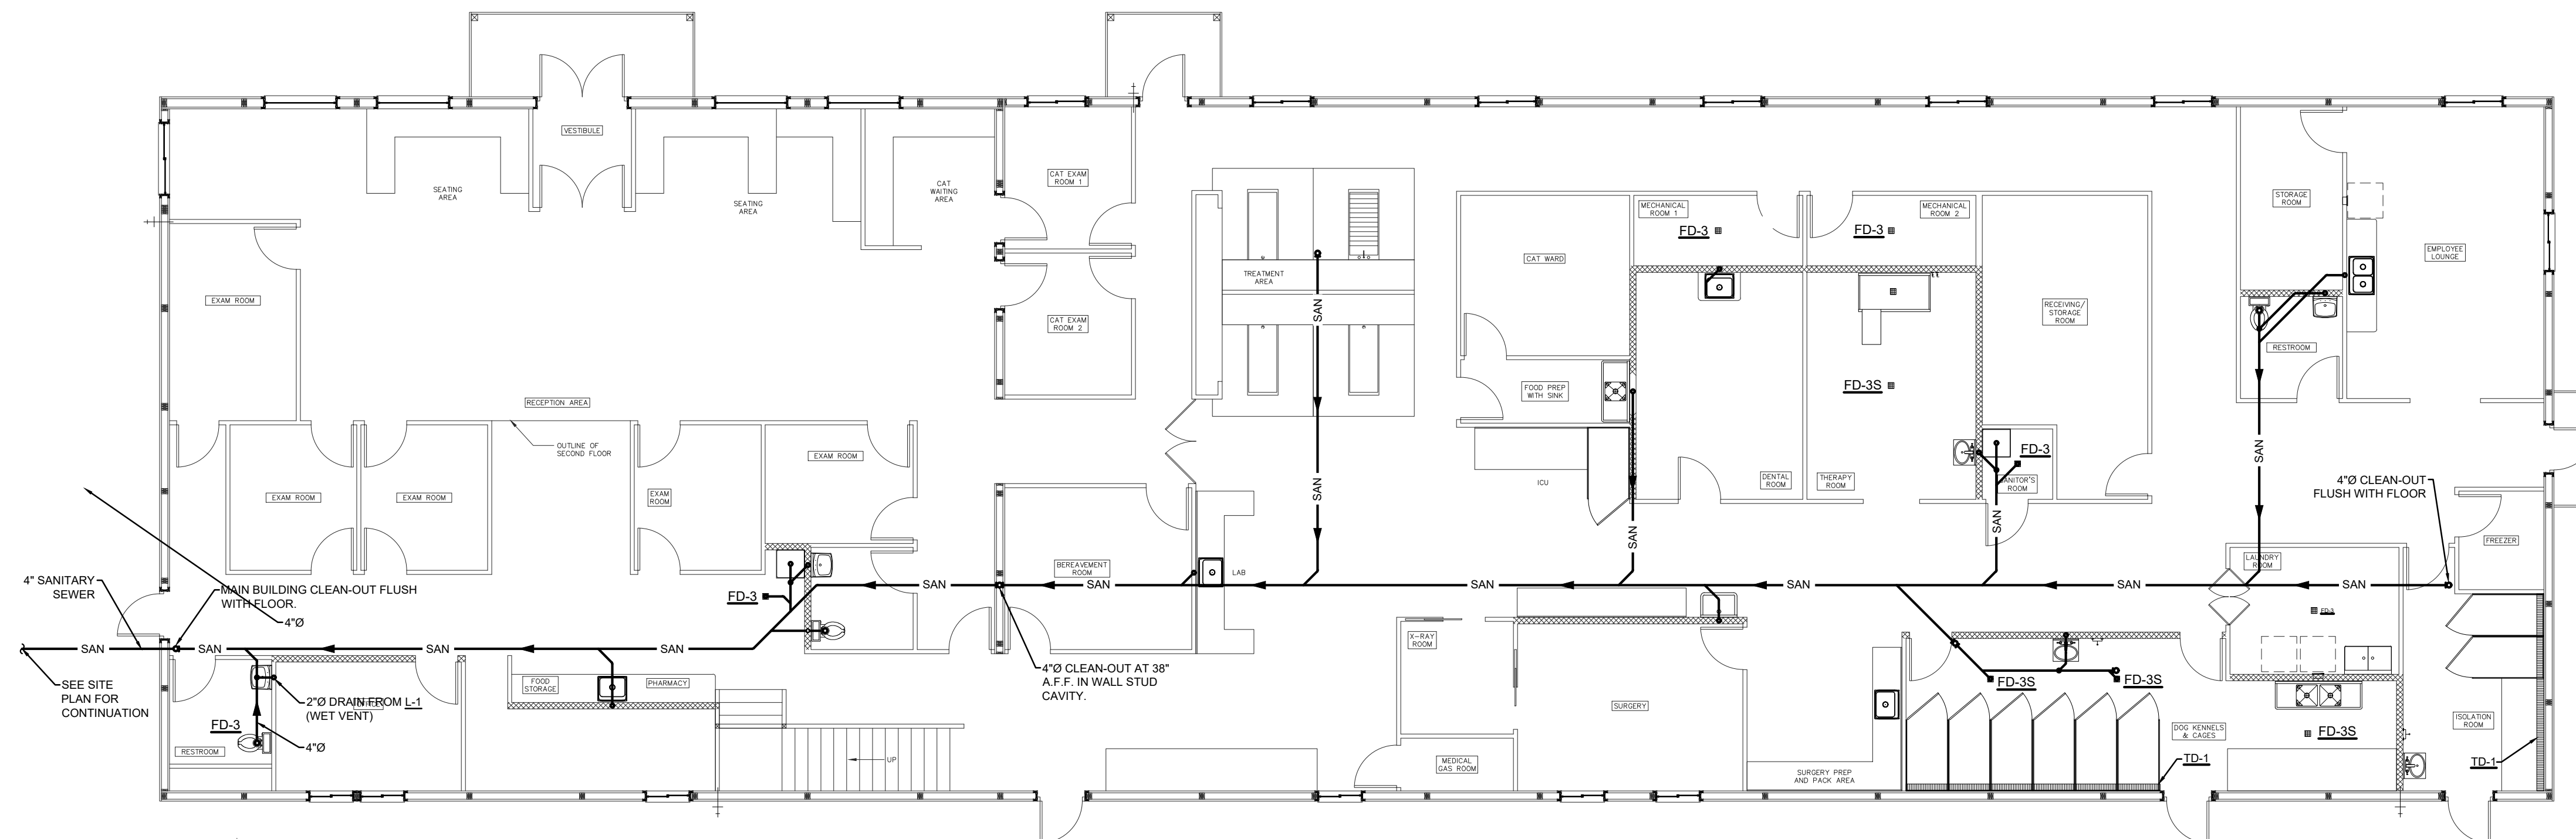 VESTIBULE
SEATING
AREA
SEATING
AREA
CAT
WAITING
AREA
CAT EXAM
ROOM 1
CAT EXAM
ROOM 2
EXAM ROOM
RECEPTION AREA
OUTLINE OF
SECOND FLOOR
EXAM ROOM
EXAM ROOM
EXAM
ROOM
EXAM ROOM
TREATMENT
AREA
SAN
SAN
CAT WARD
MECHANICAL
ROOM 1
FD-3
MECHANICAL
ROOM 2
FD-3
FOOD PREP
WITH SINK
ICU
SAN
DENTAL
ROOM
THERAPY
ROOM
FD-3S
RECEIVING/
STORAGE
ROOM
FD-3
JANITOR'S
ROOM
SAN
STORAGE
ROOM
EMPLOYEE
LOUNGE
RESTROOM
SAN
4"Ø CLEAN-OUT
FLUSH WITH FLOOR
FREEZER
LAUNDRY
ROOM
FD-3
4" SANITARY
SEWER
MAIN BUILDING CLEAN-OUT FLUSH
WITH FLOOR.
4"Ø
FD-3
BEREAVEMENT
ROOM
LAB
SAN
SAN
SAN
SAN
SAN
SAN
SAN
SAN
SAN
SAN
SAN
SEE SITE
PLAN FOR
CONTINUATION
2"Ø DRAIN FROM L-1
(WET VENT)
FD-3
4"Ø
RESTROOM
FOOD
STORAGE
PHARMACY
UP
4"Ø CLEAN-OUT AT 38"
A.F.F. IN WALL STUD
CAVITY.
X-RAY
ROOM
MEDICAL
GAS ROOM
SURGERY
SURGERY PREP
AND PACK AREA
FD-3S
FD-3S
DOG KENNELS
& CAGES
TD-1
FD-3S
ISOLATION
ROOM
TD-1